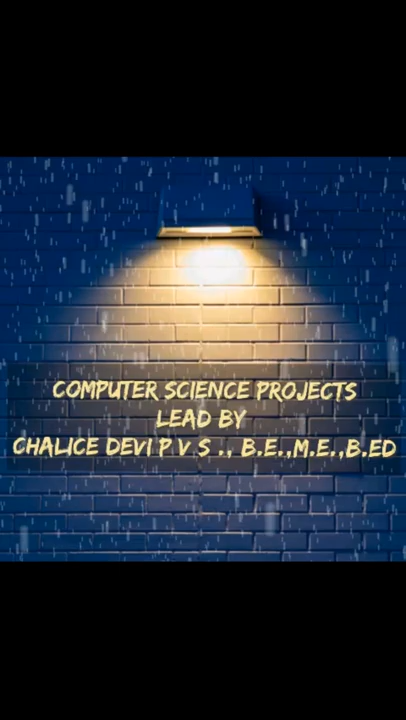 COMPUTER SCIENCE PROJECTS
LEAD BY
CHALICE DEVI P V S ., B.E.,M.E.,B.ED